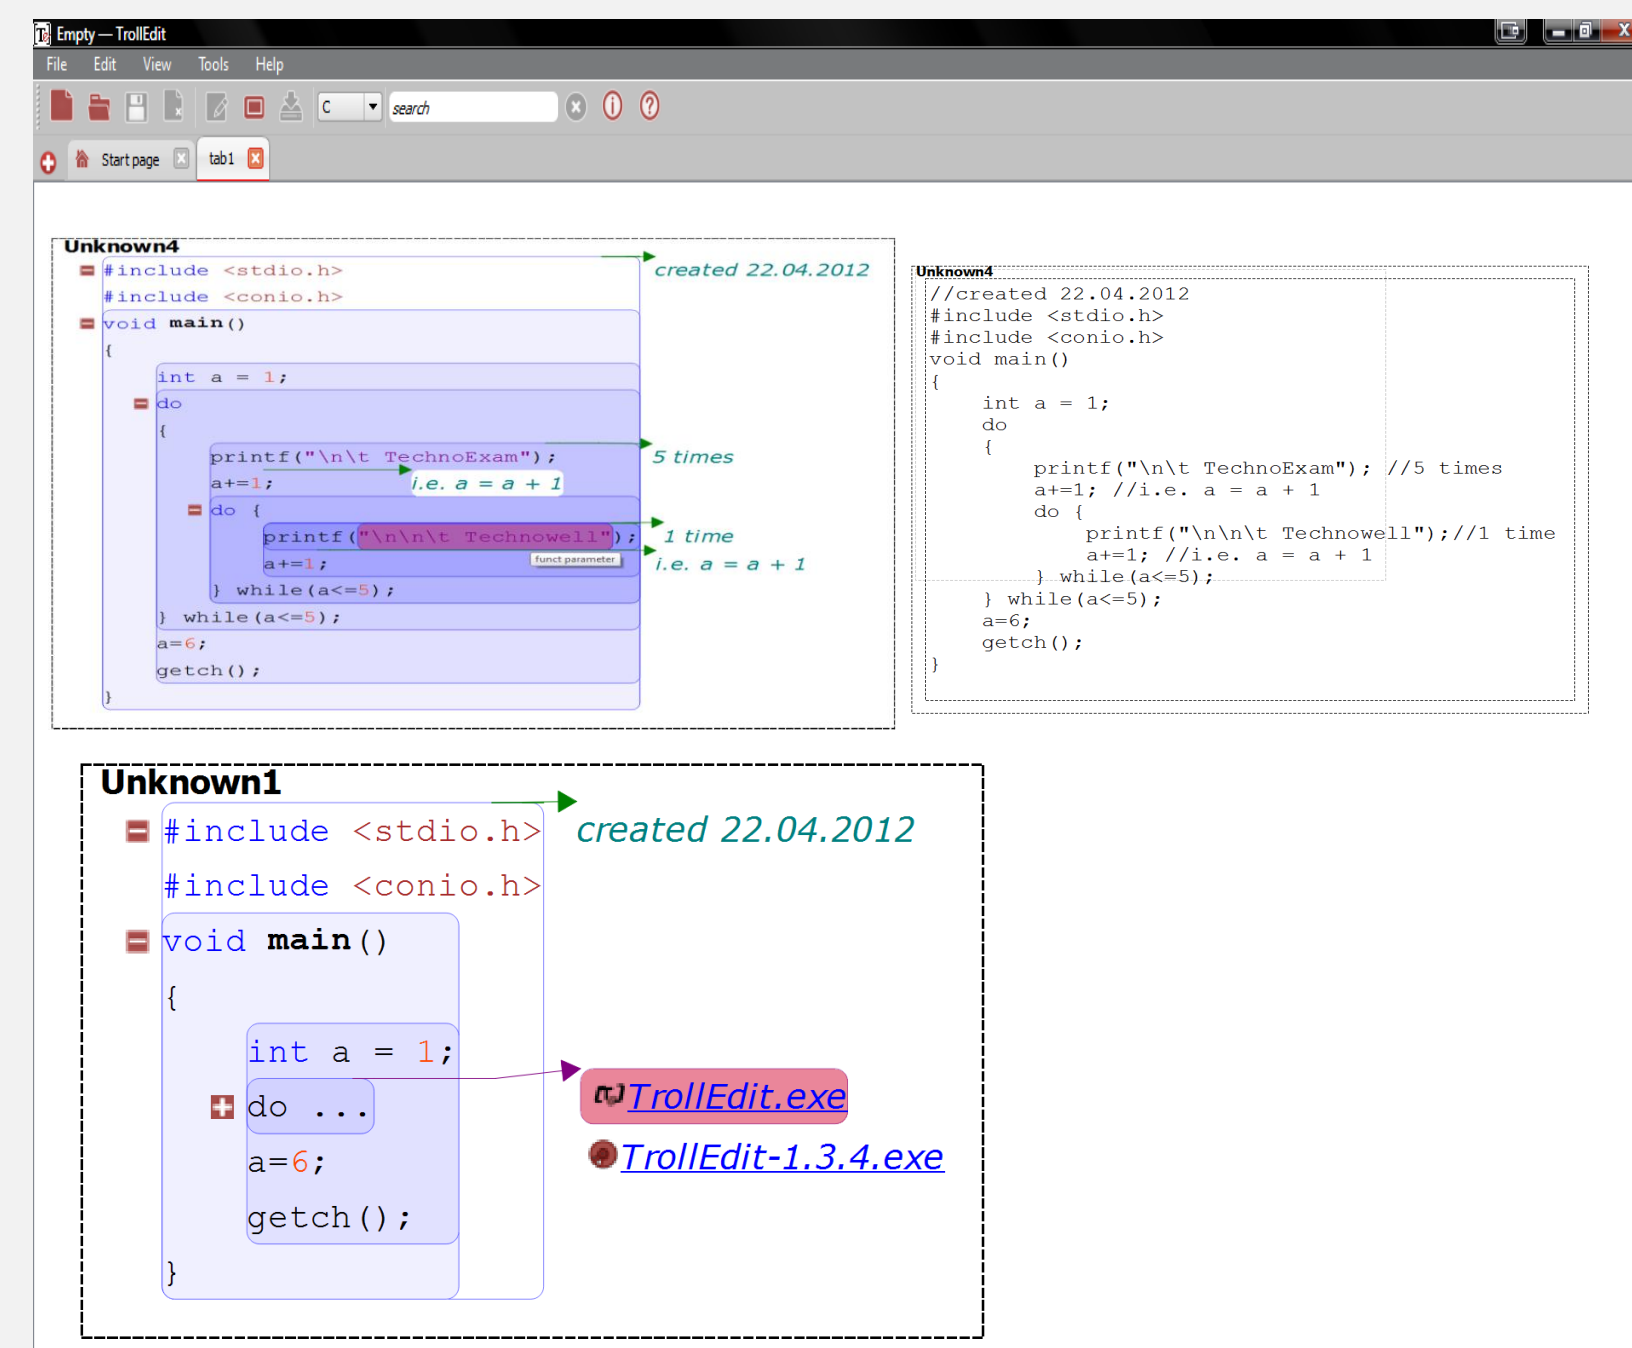 Empty — TrollEdit
File Edit View Tools Help
C search
Start page tab1
Unknown4
#include <stdio.h> created 22.04.2012
#include <conio.h>
void main()
{
int a = 1;
do
{
printf("\n\t TechnoExam"); 5 times
a+=1; i.e. a = a + 1
do {
printf("\n\n\t Technowell"); 1 time
a+=1; funct parameter i.e. a = a + 1
} while(a<=5);
} while(a<=5);
a=6;
getch();
}
Unknown4
//created 22.04.2012
#include <stdio.h>
#include <conio.h>
void main()
{
int a = 1;
do
{
printf("\n\t TechnoExam"); //5 times
a+=1; //i.e. a = a + 1
do {
printf("\n\n\t Technowell");//1 time
a+=1; //i.e. a = a + 1
} while(a<=5);
} while(a<=5);
a=6;
getch();
}
Unknown1
#include <stdio.h> created 22.04.2012
#include <conio.h>
void main()
{
int a = 1;
do ... TrollEdit.exe
a=6; TrollEdit-1.3.4.exe
getch();
}